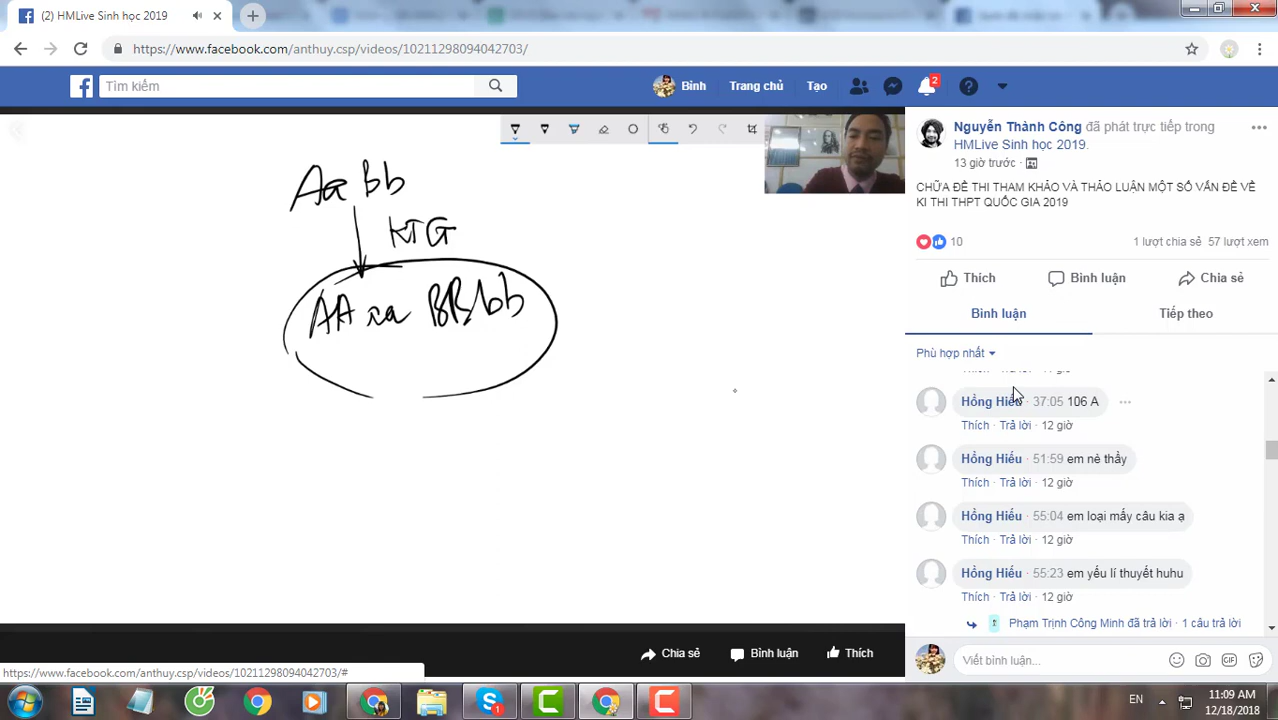 (2) HMLive Sinh học 2019
https://www.facebook.com/anthuy.csp/videos/10211298094042703/
Tìm kiếm
Bình
Trang chủ
Tạo
2
Nguyễn Thành Công đã phát trực tiếp trong
HMLive Sinh học 2019.
13 giờ trước ·
CHỮA ĐỀ THI THAM KHẢO VÀ THẢO LUẬN MỘT SỐ VẤN ĐỀ VỀ
KI THI THPT QUỐC GIA 2019
10
1 lượt chia sẻ 57 lượt xem
Thích
Bình luận
Chia sẻ
Bình luận
Tiếp theo
Phù hợp nhất
AaBb
KTG
AA aa BB bb
Hồng Hiếu · 37:05 106 A
Thích · Trả lời · 12 giờ
Hồng Hiếu · 51:59 em nè thầy
Thích · Trả lời · 12 giờ
Hồng Hiếu · 55:04 em loại mấy câu kia ạ
Thích · Trả lời · 12 giờ
Hồng Hiếu · 55:23 em yếu lí thuyết huhu
Thích · Trả lời · 12 giờ
Phạm Trịnh Công Minh đã trả lời · 1 câu trả lời
Chia sẻ
Bình luận
Thích
Viết bình luận...
GIF
https://www.facebook.com/anthuy.csp/videos/10211298094042703/#
1
EN
11:09 AM
12/18/2018